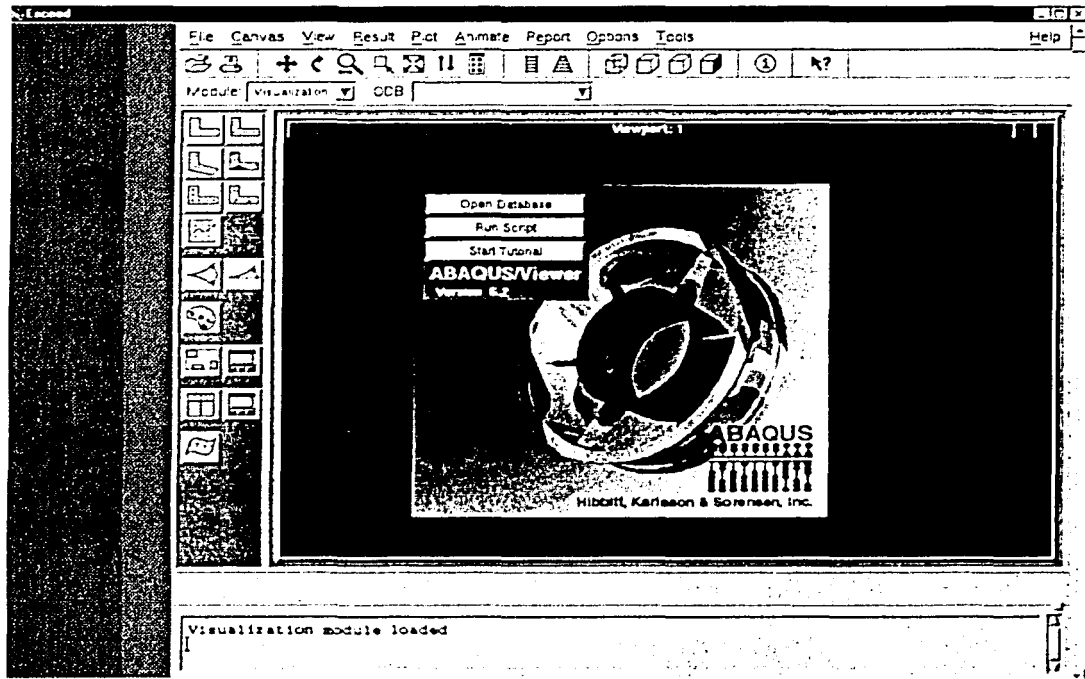 Exceed
File Canvas View Result Plot Animate Report Options Tools Help
Module: Visualization ODB
Viewport: 1
Open Database
Run Script
Start Tutorial
ABAQUS/Viewer
Version 6.2
ABAQUS
Hibbitt, Karlsson & Sorensen, Inc.
Visualization module loaded